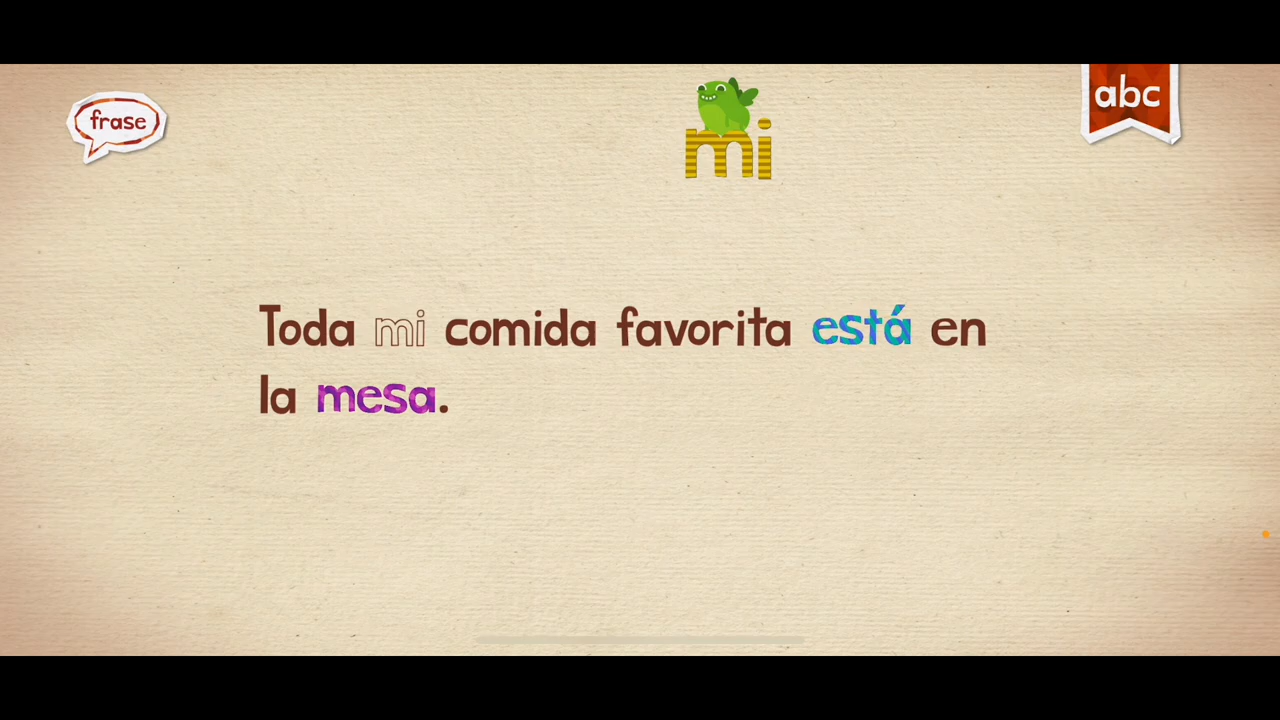 frase
mi
abc
Toda mi comida favorita está en
la mesa.